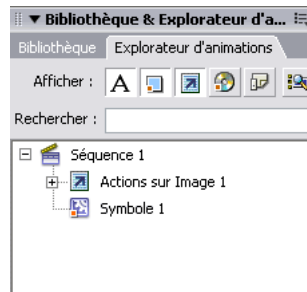 Bibliothèque & Explorateur d'a...
Bibliothèque Explorateur d'animations
Afficher : A
Rechercher :
Séquence 1
Actions sur Image 1
Symbole 1